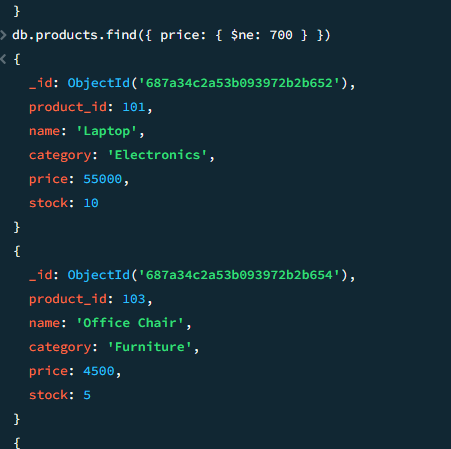 }
> db.products.find({ price: { $ne: 700 } })
< {
_id: ObjectId('687a34c2a53b093972b2b652'),
product_id: 101,
name: 'Laptop',
category: 'Electronics',
price: 55000,
stock: 10
}
{
_id: ObjectId('687a34c2a53b093972b2b654'),
product_id: 103,
name: 'Office Chair',
category: 'Furniture',
price: 4500,
stock: 5
}
{